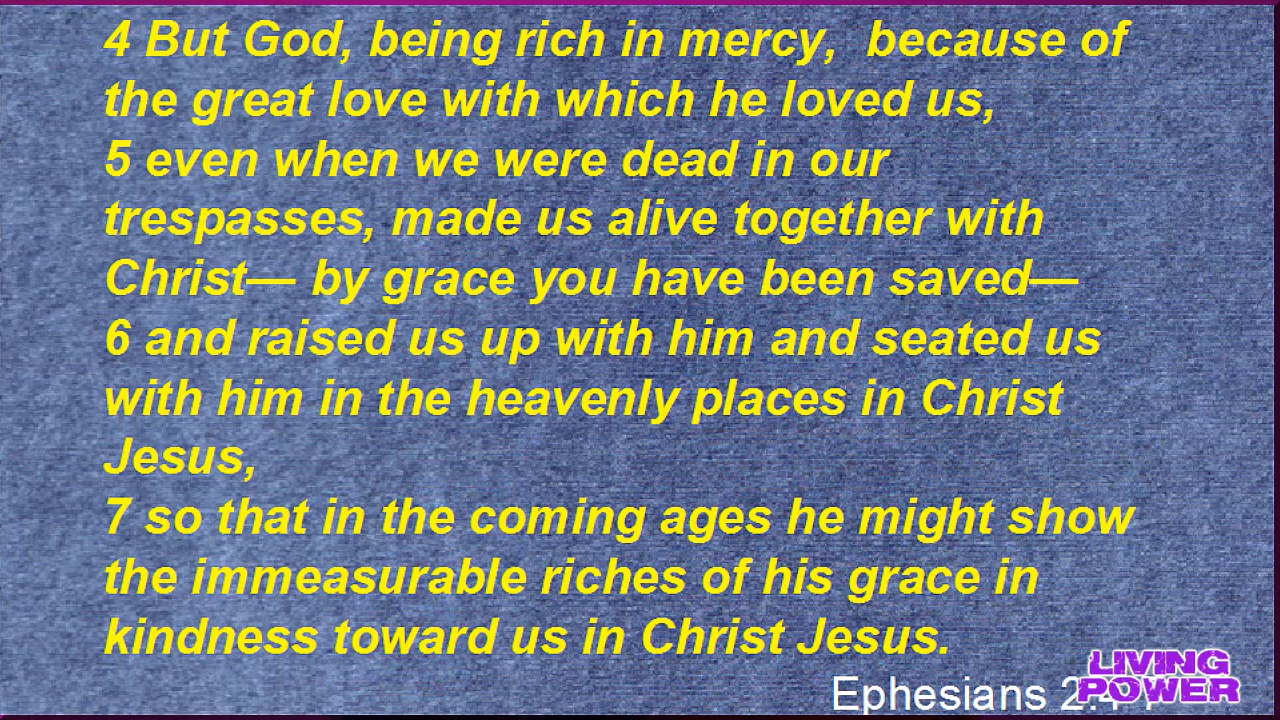 4 But God, being rich in mercy,  because of
the great love with which he loved us,
5 even when we were dead in our
trespasses, made us alive together with
Christ— by grace you have been saved—
6 and raised us up with him and seated us
with him in the heavenly places in Christ
Jesus,
7 so that in the coming ages he might show
the immeasurable riches of his grace in
kindness toward us in Christ Jesus.
Ephesians
LIVING
POWER